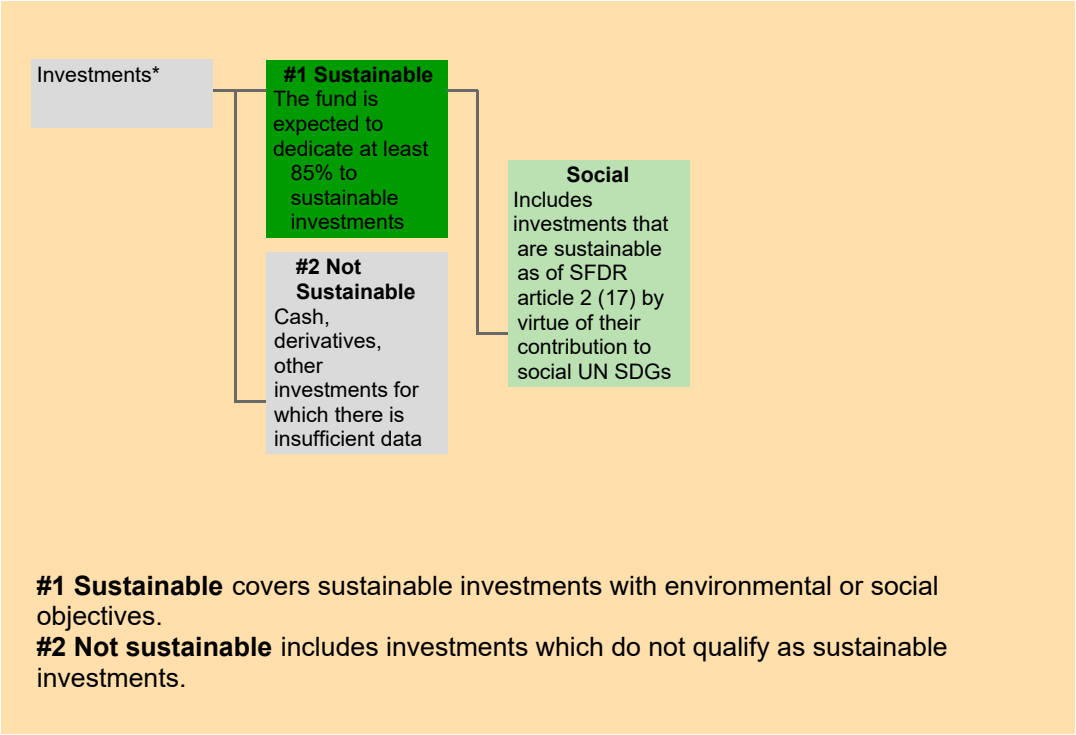 Investments*
#1 Sustainable
The fund is
expected to
dedicate at least
85% to
sustainable
investments
#2 Not
Sustainable
Cash,
derivatives,
other
investments for
which there is
insufficient data
Social
Includes
investments that
are sustainable
as of SFDR
article 2 (17) by
virtue of their
contribution to
social UN SDGs
#1 Sustainable covers sustainable investments with environmental or social
objectives.
#2 Not sustainable includes investments which do not qualify as sustainable
investments.